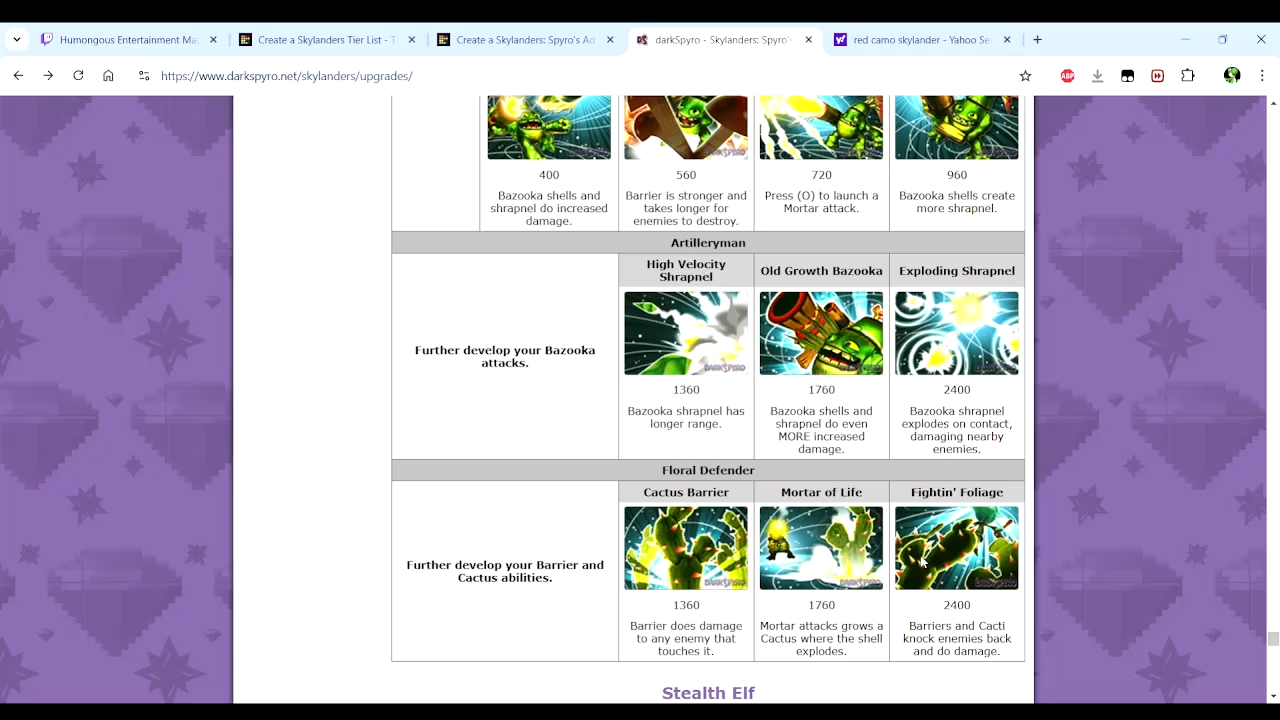 Humongous Entertainment Ma
Create a Skylanders Tier List - T
Create a Skylanders: Spyro's Ad
darkSpyro - Skylanders: Spyro'
red camo skylander - Yahoo Se
https://www.darkspyro.net/skylanders/upgrades/
ABP
400
560
720
960
Bazooka shells and
shrapnel do increased
damage.
Barrier is stronger and
takes longer for
enemies to destroy.
Press (O) to launch a
Mortar attack.
Bazooka shells create
more shrapnel.
Artilleryman
Further develop your Bazooka
attacks.
High Velocity
Shrapnel
Old Growth Bazooka
Exploding Shrapnel
DARKSPYRO
DARKSPYRO
DARKSPYRO
1360
1760
2400
Bazooka shrapnel has
longer range.
Bazooka shells and
shrapnel do even
MORE increased
damage.
Bazooka shrapnel
explodes on contact,
damaging nearby
enemies.
Floral Defender
Further develop your Barrier and
Cactus abilities.
Cactus Barrier
Mortar of Life
Fightin' Foliage
DARKSPYRO
DARKSPYRO
DARKSPYRO
1360
1760
2400
Barrier does damage
to any enemy that
touches it.
Mortar attacks grows a
Cactus where the shell
explodes.
Barriers and Cacti
knock enemies back
and do damage.
Stealth Elf